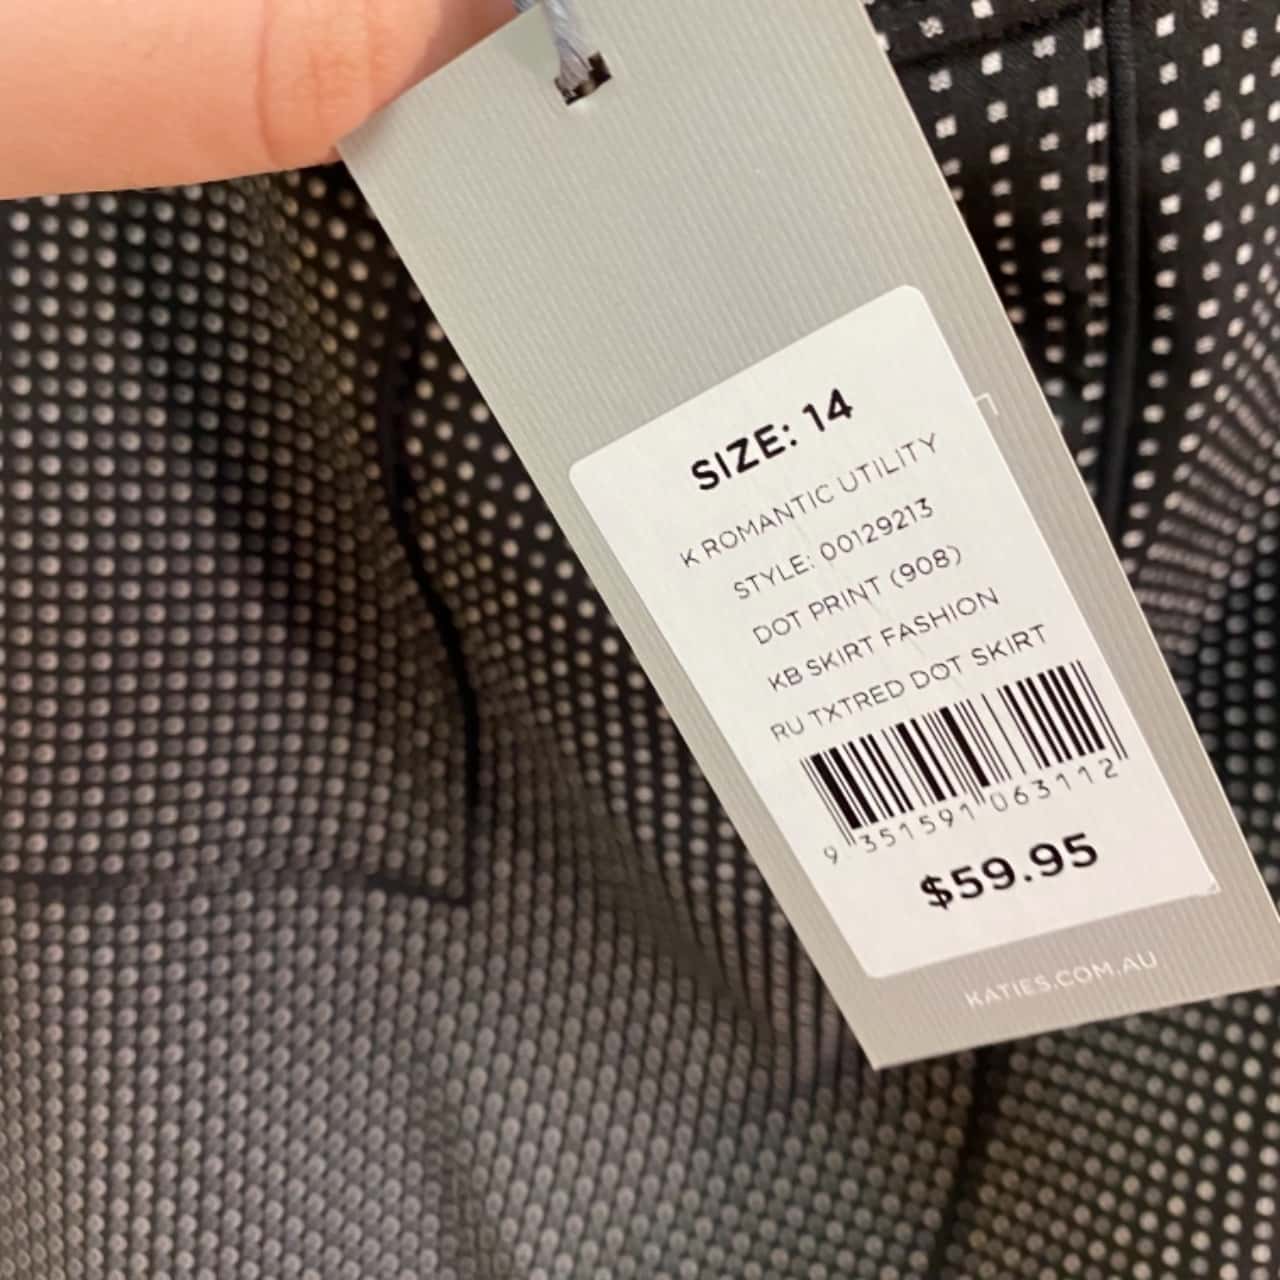 SIZE: 14
K ROMANTIC UTILITY
STYLE: 00129213
DOT PRINT (908)
KB SKIRT FASHION
RU TXTRED DOT SKIRT
9 351591 063112
$59.95
KATIES.COM.AU